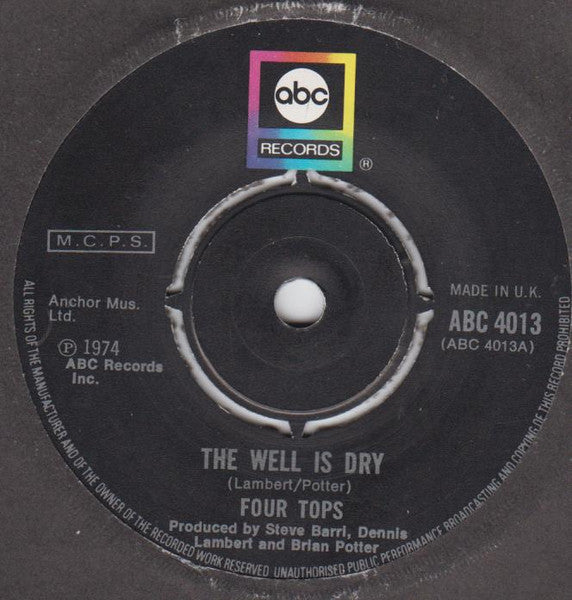 abc
RECORDS
®
M.C.P.S.
Anchor Mus.
Ltd.
℗ 1974
ABC Records
Inc.
MADE IN U.K.
ABC 4013
(ABC 4013A)
THE WELL IS DRY
(Lambert/Potter)
FOUR TOPS
Produced by Steve Barri, Dennis
Lambert and Brian Potter
ALL RIGHTS OF THE MANUFACTURER AND OF THE OWNER OF THE RECORDED WORK RESERVED UNAUTHORISED PUBLIC PERFORMANCE BROADCASTING AND COPYING OF THIS RECORD PROHIBITED